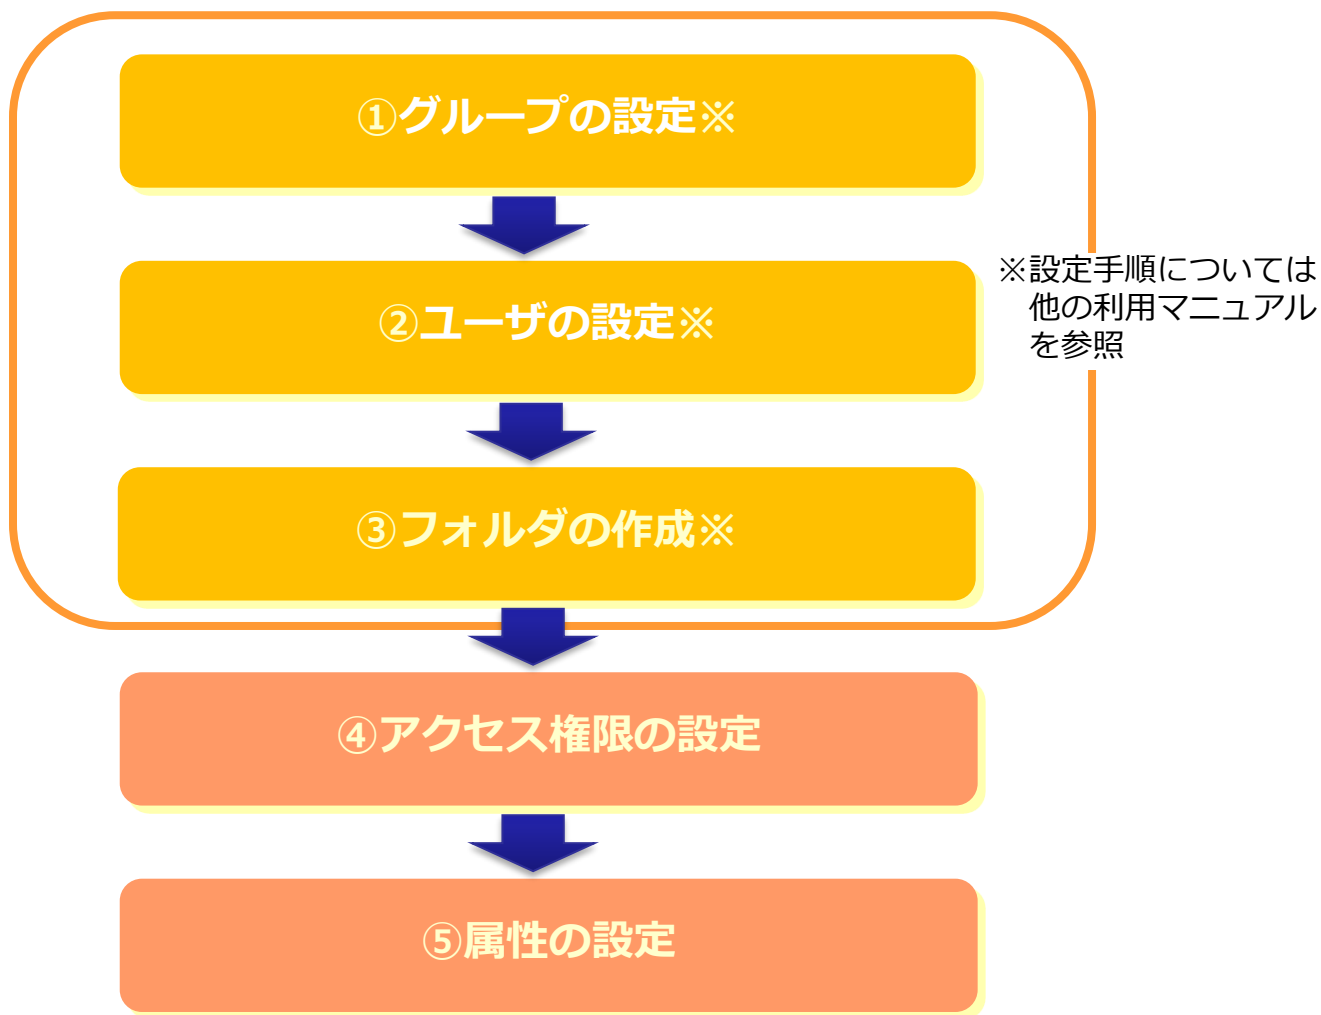 ①グループの設定※
②ユーザの設定※
※設定手順については
他の利用マニュアル
を参照
③フォルダの作成※
④アクセス権限の設定
⑤属性の設定